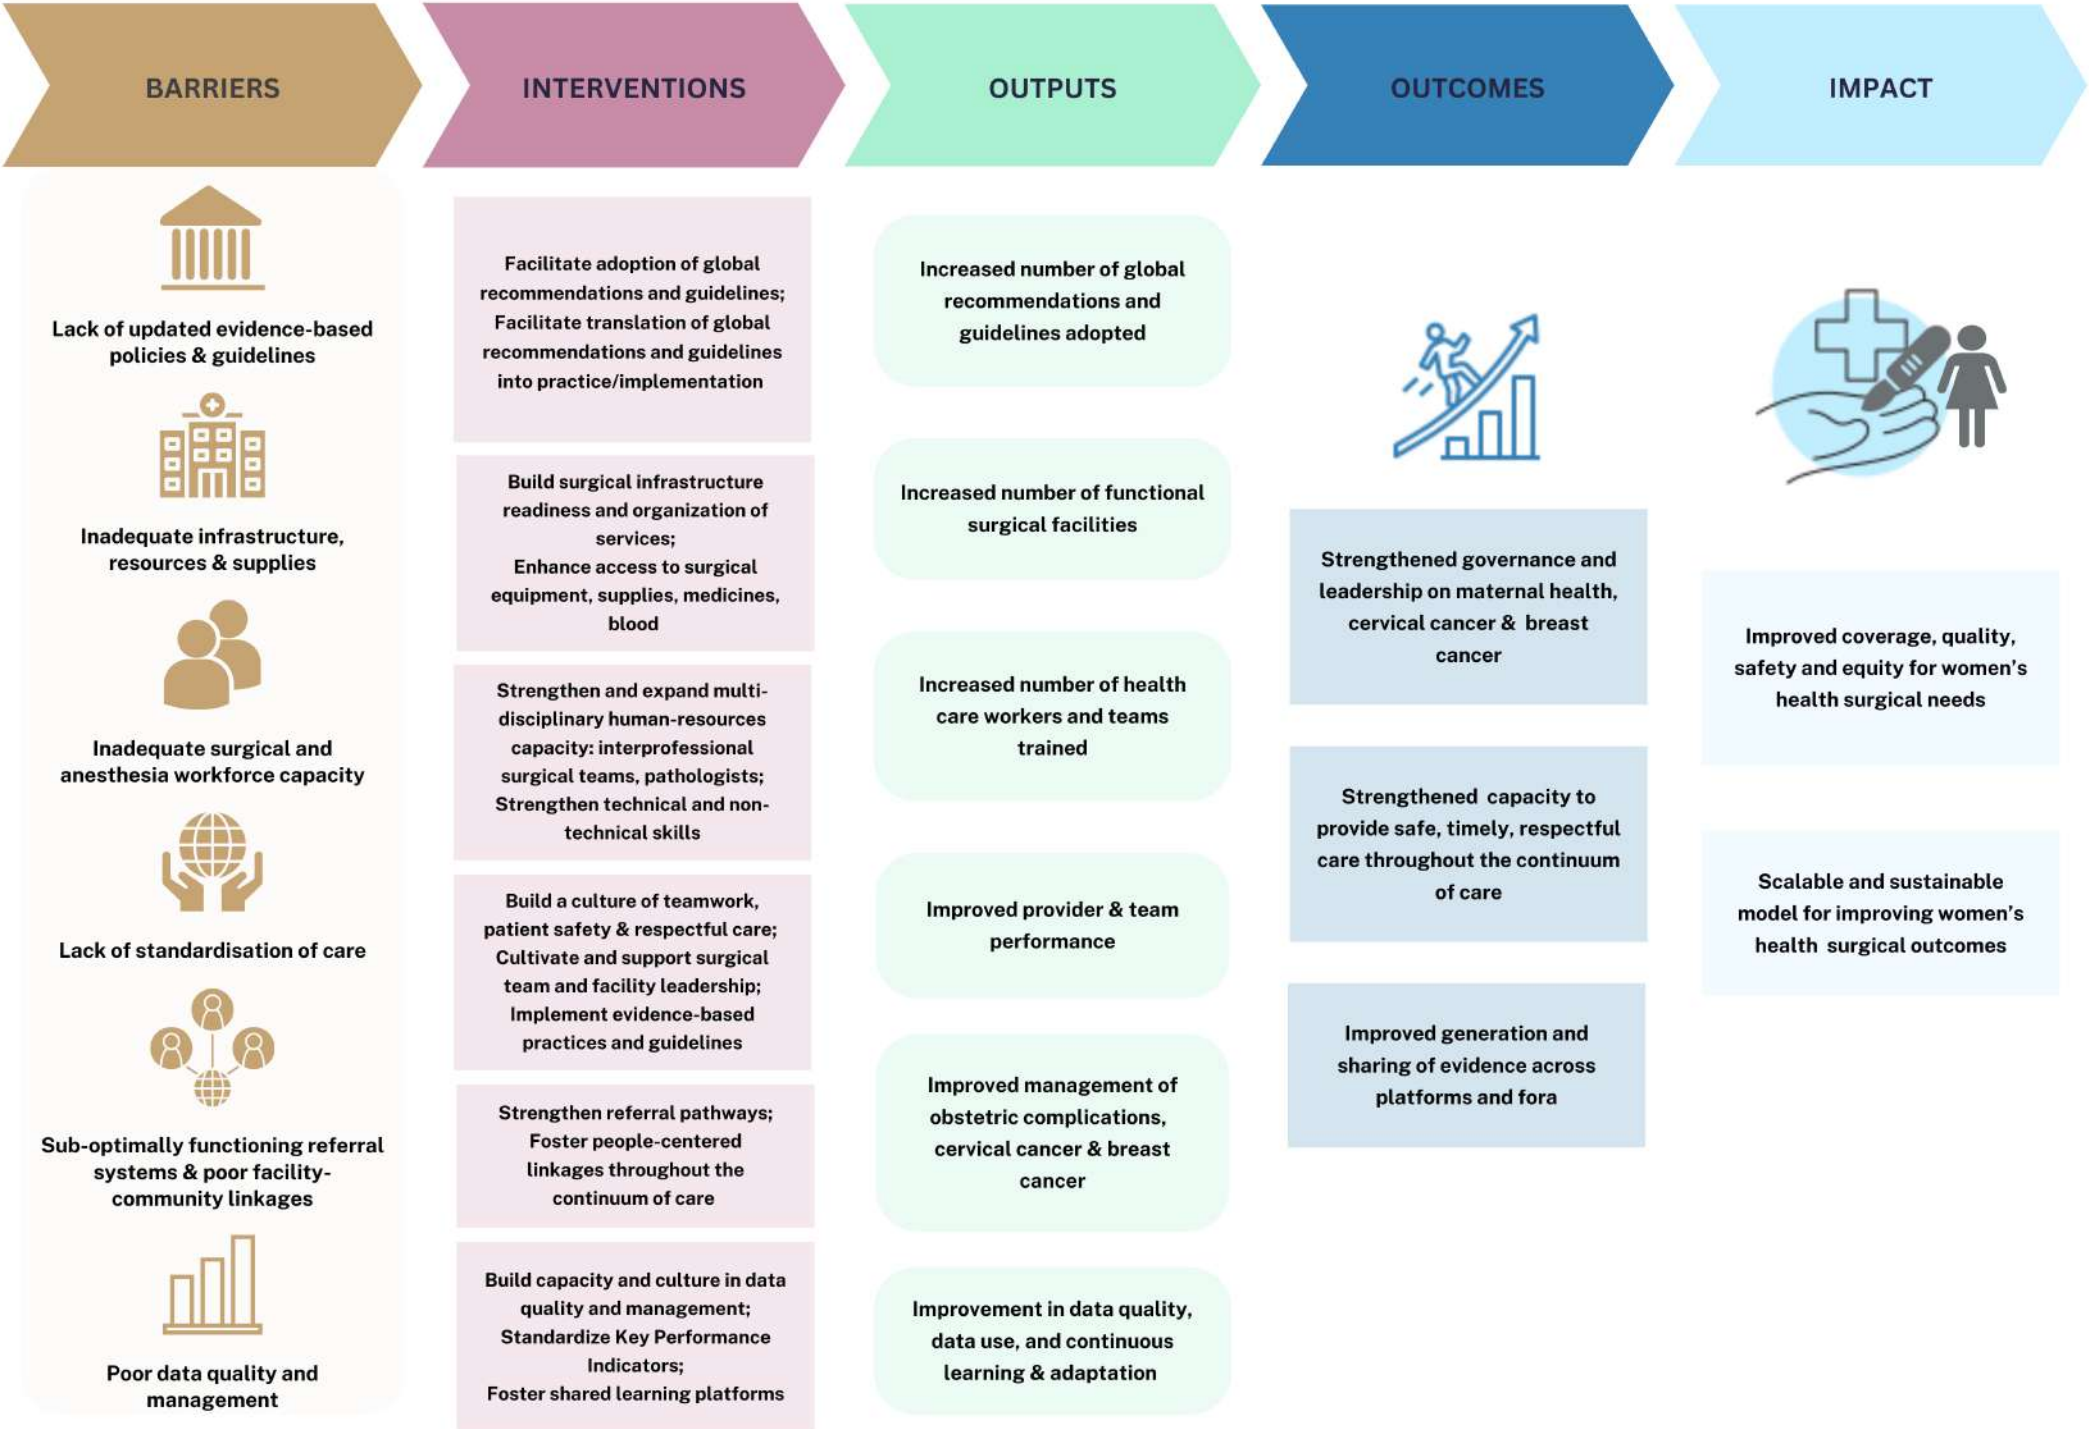 BARRIERS
INTERVENTIONS
OUTPUTS
OUTCOMES
IMPACT
Lack of updated evidence-based
policies & guidelines
Inadequate infrastructure,
resources & supplies
Inadequate surgical and
anesthesia workforce capacity
Lack of standardisation of care
Sub-optimally functioning referral
systems & poor facility-
community linkages
Poor data quality and
management
Facilitate adoption of global
recommendations and guidelines;
Facilitate translation of global
recommendations and guidelines
into practice/implementation
Build surgical infrastructure
readiness and organization of
services;
Enhance access to surgical
equipment, supplies, medicines,
blood
Strengthen and expand multi-
disciplinary human-resources
capacity: interprofessional
surgical teams, pathologists;
Strengthen technical and non-
technical skills
Build a culture of teamwork,
patient safety & respectful care;
Cultivate and support surgical
team and facility leadership;
Implement evidence-based
practices and guidelines
Strengthen referral pathways;
Foster people-centered
linkages throughout the
continuum of care
Build capacity and culture in data
quality and management;
Standardize Key Performance
Indicators;
Foster shared learning platforms
Increased number of global
recommendations and
guidelines adopted
Increased number of functional
surgical facilities
Increased number of health
care workers and teams
trained
Improved provider & team
performance
Improved management of
obstetric complications,
cervical cancer & breast
cancer
Improvement in data quality,
data use, and continuous
learning & adaptation
Strengthened governance and
leadership on maternal health,
cervical cancer & breast
cancer
Strengthened capacity to
provide safe, timely, respectful
care throughout the continuum
of care
Improved generation and
sharing of evidence across
platforms and fora
Improved coverage, quality,
safety and equity for women's
health surgical needs
Scalable and sustainable
model for improving women's
health surgical outcomes